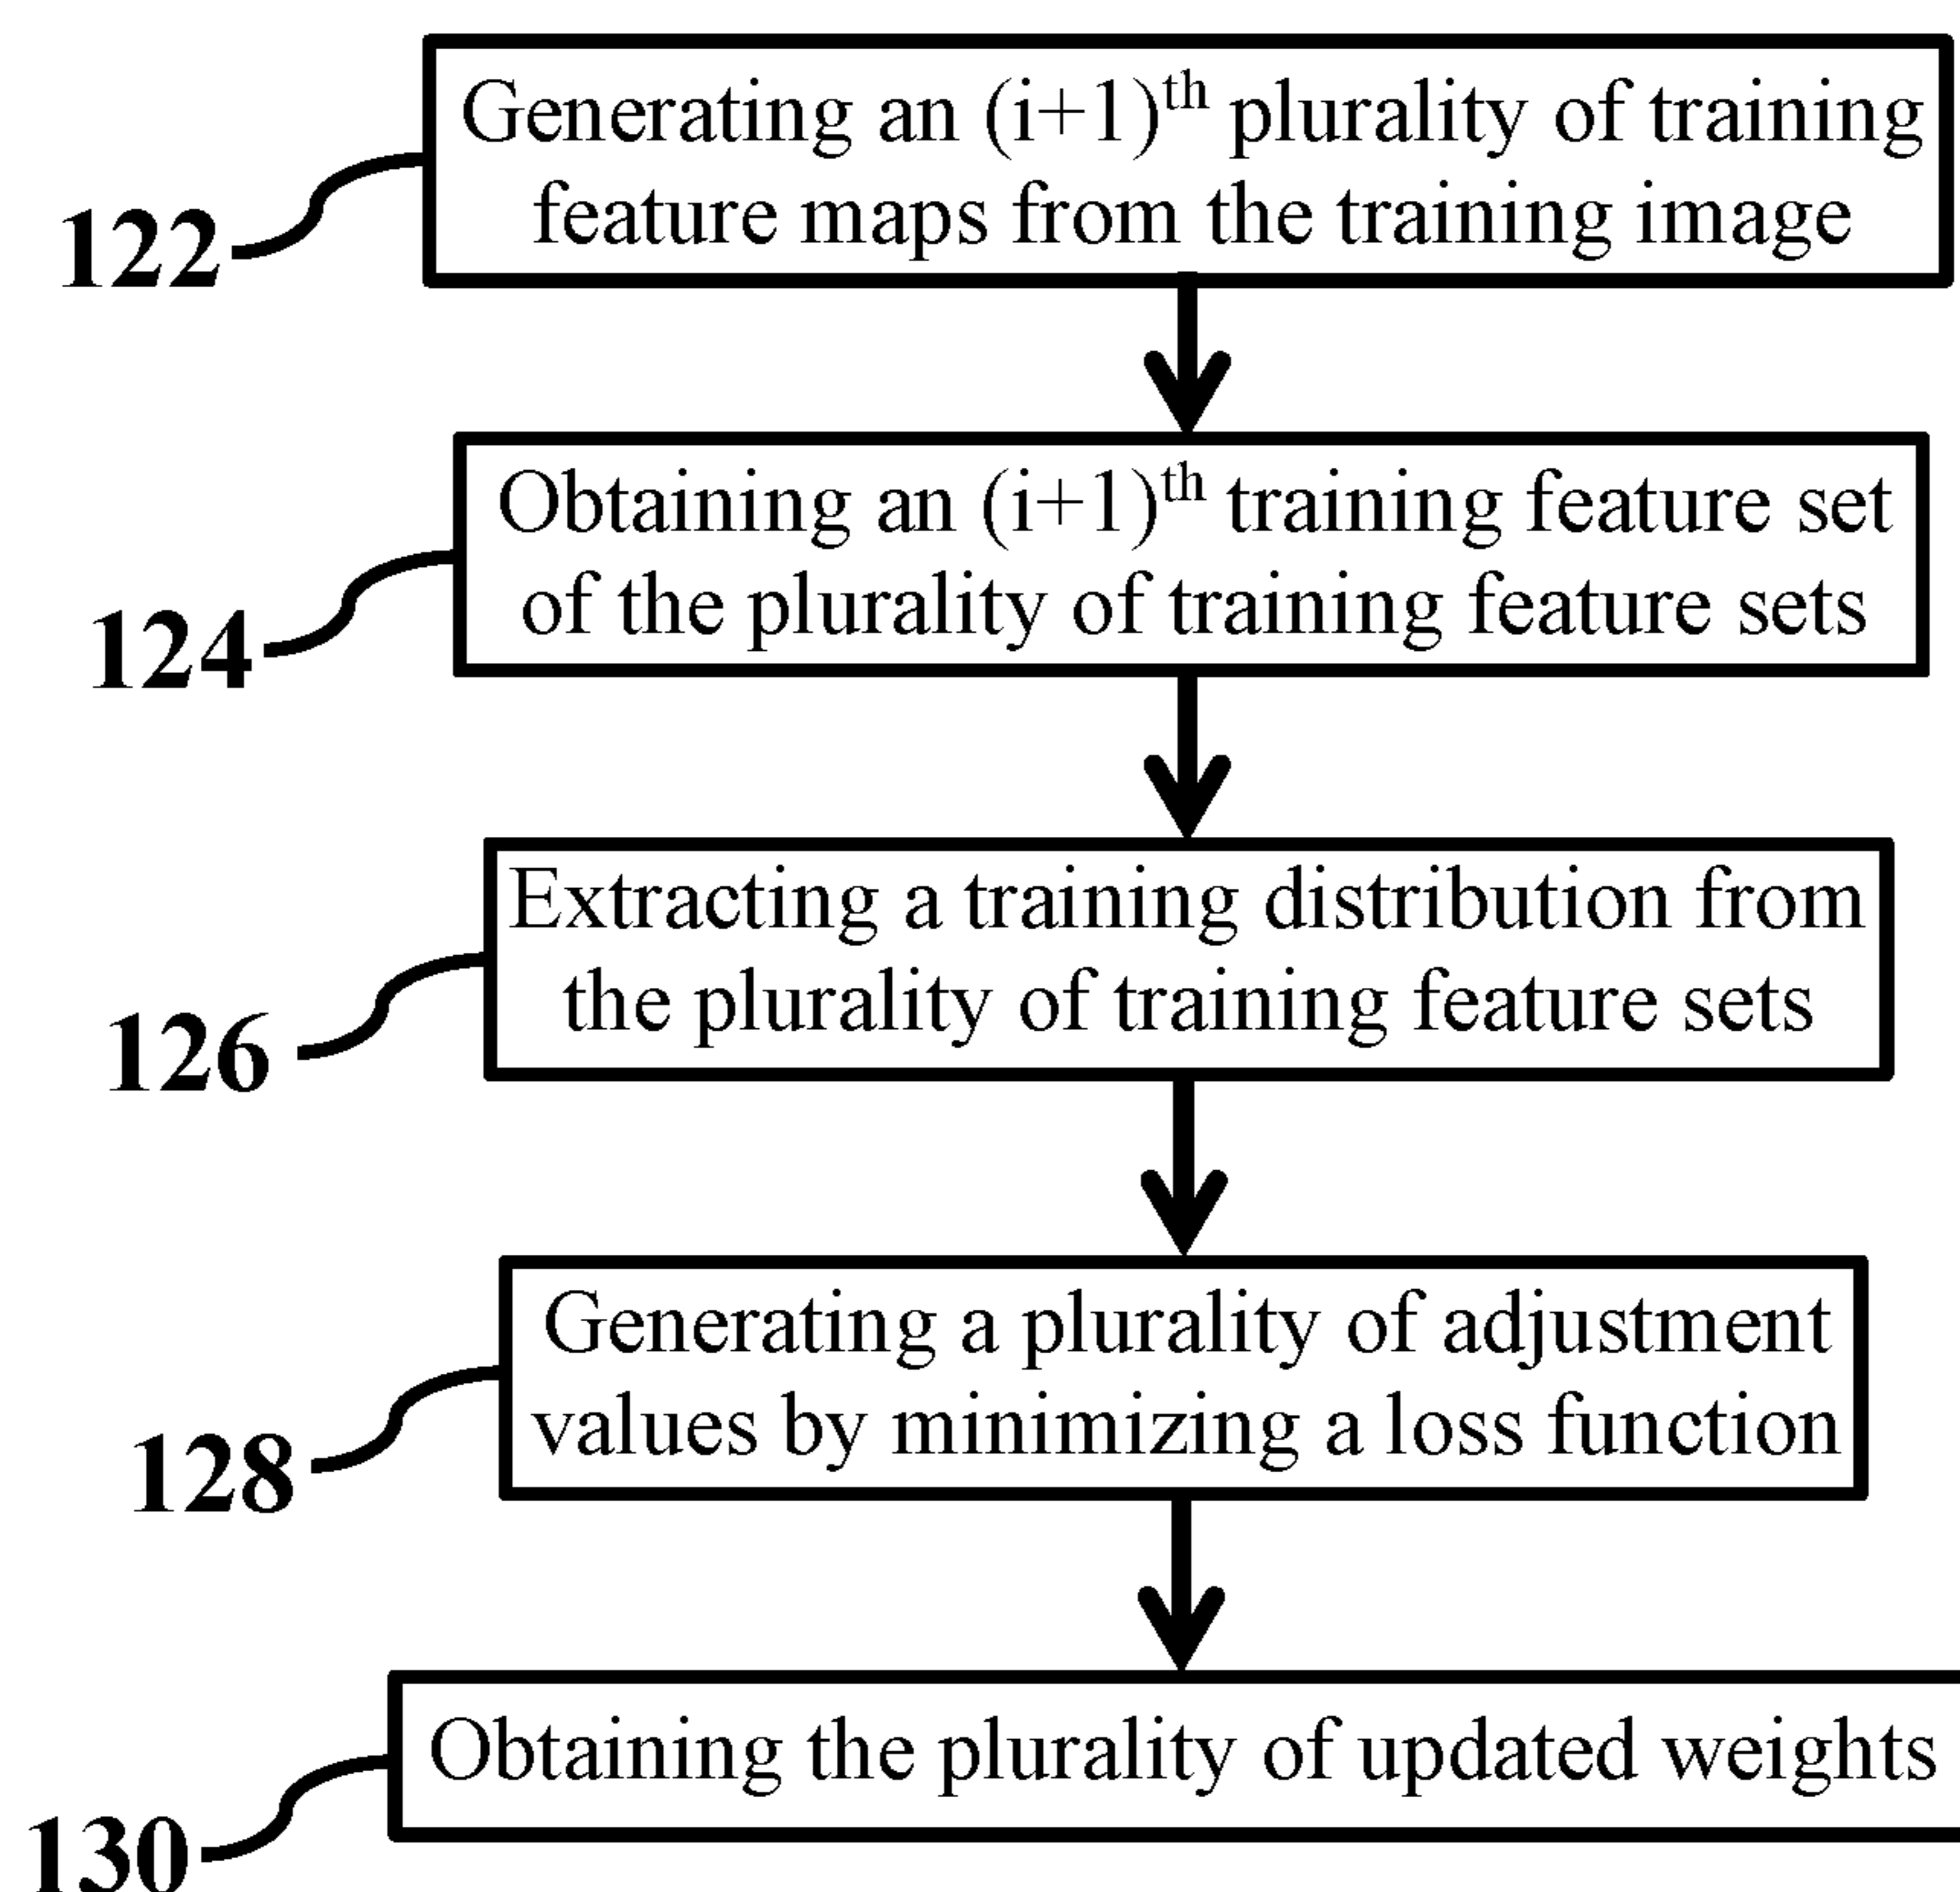 Generating an (i+1)th plurality of training
feature maps from the training image
122
Obtaining an (i+1)th training feature set
of the plurality of training feature sets
124
Extracting a training distribution from
the plurality of training feature sets
126
Generating a plurality of adjustment
values by minimizing a loss function
128
Obtaining the plurality of updated weights
130